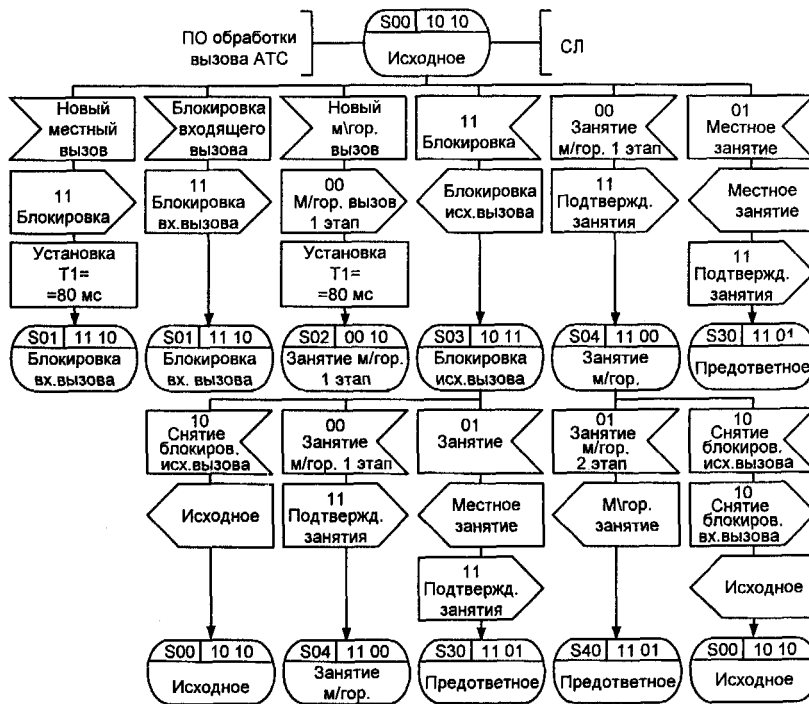 ПО обработки
вызова АТС
S00 10 10
Исходное
СЛ
Новый
местный
вызов
Блокировка
входящего
вызова
Новый
м\гор.
вызов
11
Блокировка
00
Занятие
м/гор. 1 этап
01
Местное
занятие
11
Блокировка
11
Блокировка
вх.вызова
00
М/гор. вызов
1 этап
Блокировка
исх.вызова
11
Подтвержд.
занятия
Местное
занятие
Установка
Т1=
=80 мс
Установка
Т1=
=80 мс
11
Подтвержд.
занятия
S01 11 10
Блокировка
вх.вызова
S01 11 10
Блокировка
вх. вызова
S02 00 10
Занятие м/гор.
1 этап
S03 10 11
Блокировка
исх.вызова
S04 11 00
Занятие
м/гор.
S30 11 01
Предответное
10
Снятие
блокиров.
исх.вызова
00
Занятие
м/гор. 1 этап
01
Занятие
01
Занятие
м/гор.
2 этап
10
Снятие
блокиров.
исх.вызова
Исходное
11
Подтвержд.
занятия
Местное
занятие
М\гор.
занятие
10
Снятие
блокиров.
вх.вызова
11
Подтвержд.
занятия
Исходное
S00 10 10
Исходное
S04 11 00
Занятие
м/гор.
S30 11 01
Предответное
S40 11 01
Предответное
S00 10 10
Исходное